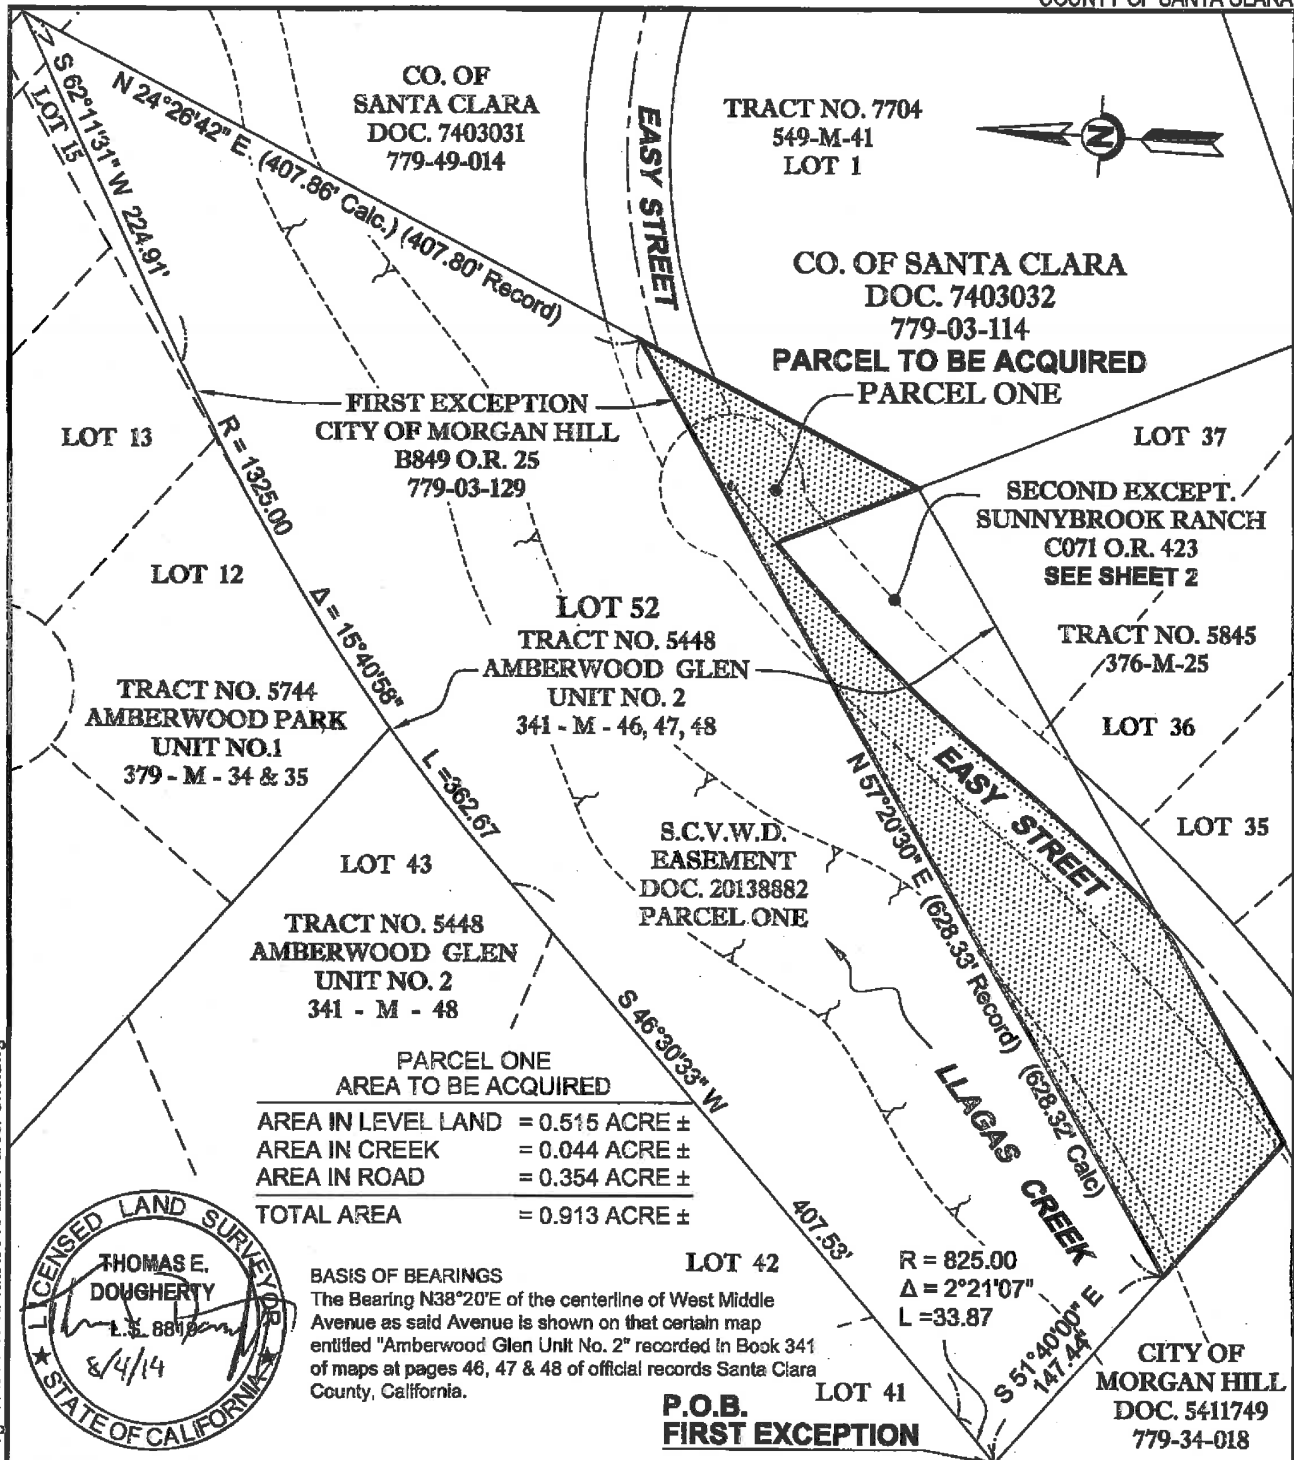 COUNTY OF SANTA CLARA
S 62°11'31" W 224.91'
LOT 15
N 24°26'42" E (407.86' Calc.) (407.80' Record)
CO. OF
SANTA CLARA
DOC. 7403031
779-49-014
EASY STREET
TRACT NO. 7704
549-M-41
LOT 1
N
CO. OF SANTA CLARA
DOC. 7403032
779-03-114
PARCEL TO BE ACQUIRED
PARCEL ONE
FIRST EXCEPTION
CITY OF MORGAN HILL
B849 O.R. 25
779-03-129
LOT 13
R = 1325.00
LOT 37
SECOND EXCEPT.
SUNNYBROOK RANCH
C071 O.R. 423
SEE SHEET 2
LOT 12
Δ = 15°40'58"
LOT 52
TRACT NO. 5448
AMBERWOOD GLEN
UNIT NO. 2
341 - M - 46, 47, 48
TRACT NO. 5845
376-M-25
TRACT NO. 5744
AMBERWOOD PARK
UNIT NO.1
379 - M - 34 & 35
LOT 36
L =362.67
EASY STREET
N 57°20'30" E (628.33' Record) (628.32' Calc)
LOT 35
S.C.V.W.D.
EASEMENT
DOC. 20138882
PARCEL ONE
LOT 43
TRACT NO. 5448
AMBERWOOD GLEN
UNIT NO. 2
341 - M - 48
S 46°30'33" W
407.53'
LLAGAS CREEK
PARCEL ONE
AREA TO BE ACQUIRED
AREA IN LEVEL LAND = 0.515 ACRE ±
AREA IN CREEK = 0.044 ACRE ±
AREA IN ROAD = 0.354 ACRE ±
TOTAL AREA = 0.913 ACRE ±
LICENSED LAND SURVEYOR
THOMAS E.
DOUGHERTY
L.S. 8819
8/4/14
STATE OF CALIFORNIA
BASIS OF BEARINGS
The Bearing N38°20'E of the centerline of West Middle
Avenue as said Avenue is shown on that certain map
entitled "Amberwood Glen Unit No. 2" recorded in Book 341
of maps at pages 46, 47 & 48 of official records Santa Clara
County, California.
LOT 42
R = 825.00
Δ = 2°21'07"
L =33.87
S 51°40'00" E
147.44'
LOT 41
P.O.B.
FIRST EXCEPTION
CITY OF
MORGAN HILL
DOC. 5411749
779-34-018